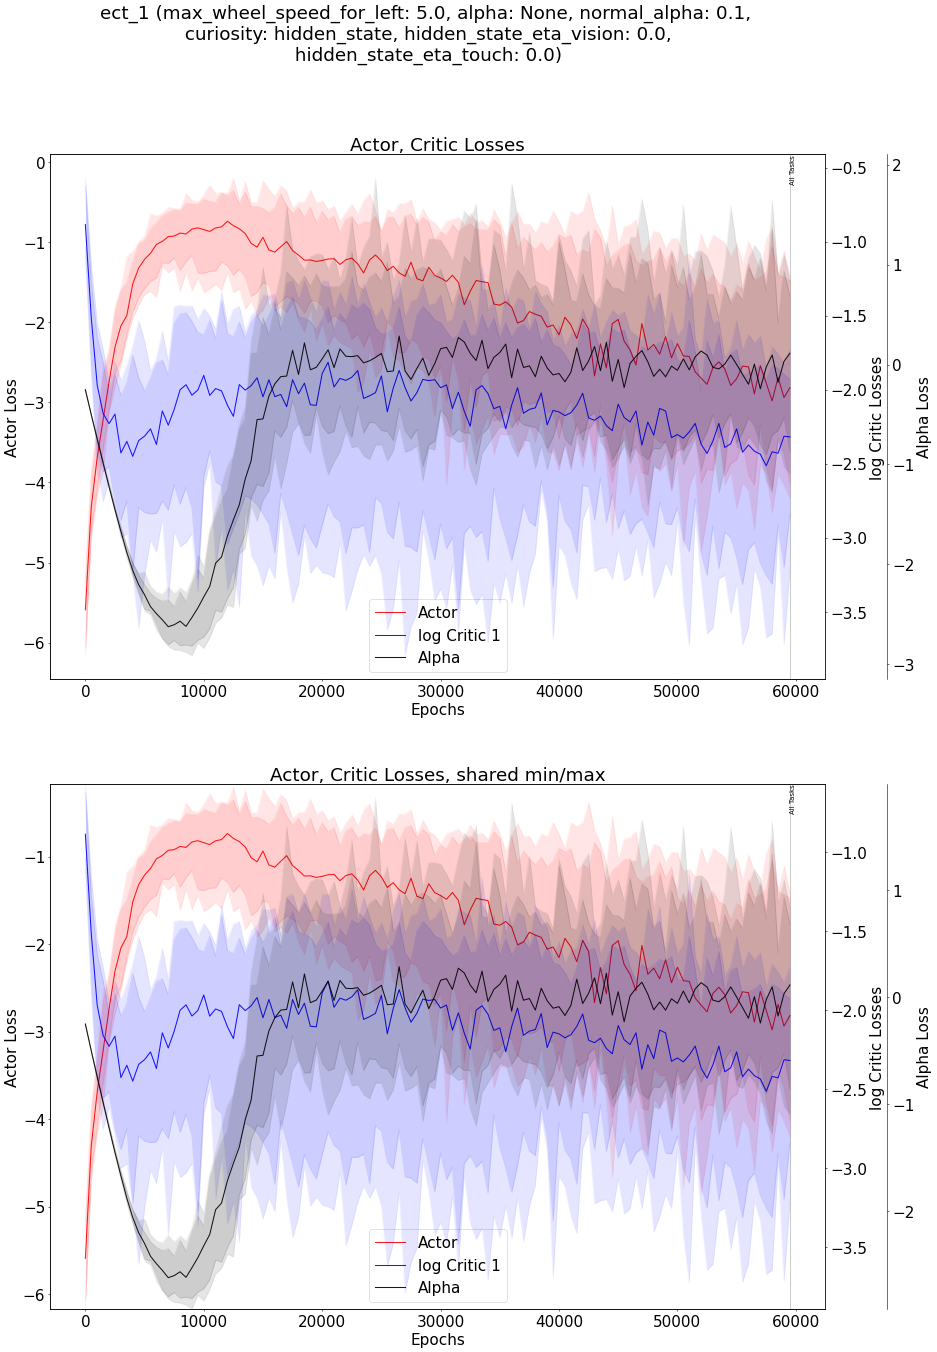 ect_1 (max_wheel_speed_for_left: 5.0, alpha: None, normal_alpha: 0.1,
curiosity: hidden_state, hidden_state_eta_vision: 0.0,
hidden_state_eta_touch: 0.0)
Actor, Critic Losses
All Tasks
0
−1
−2
−3
−4
−5
−6
Actor Loss
−0.5
−1.0
−1.5
−2.0
−2.5
−3.0
−3.5
log Critic Losses
2
1
0
−1
−2
−3
Alpha Loss
Actor
log Critic 1
Alpha
0 10000 20000 30000 40000 50000 60000
Epochs
Actor, Critic Losses, shared min/max
All Tasks
−1
−2
−3
−4
−5
−6
Actor Loss
−1.0
−1.5
−2.0
−2.5
−3.0
−3.5
log Critic Losses
1
0
−1
−2
Alpha Loss
Actor
log Critic 1
Alpha
0 10000 20000 30000 40000 50000 60000
Epochs